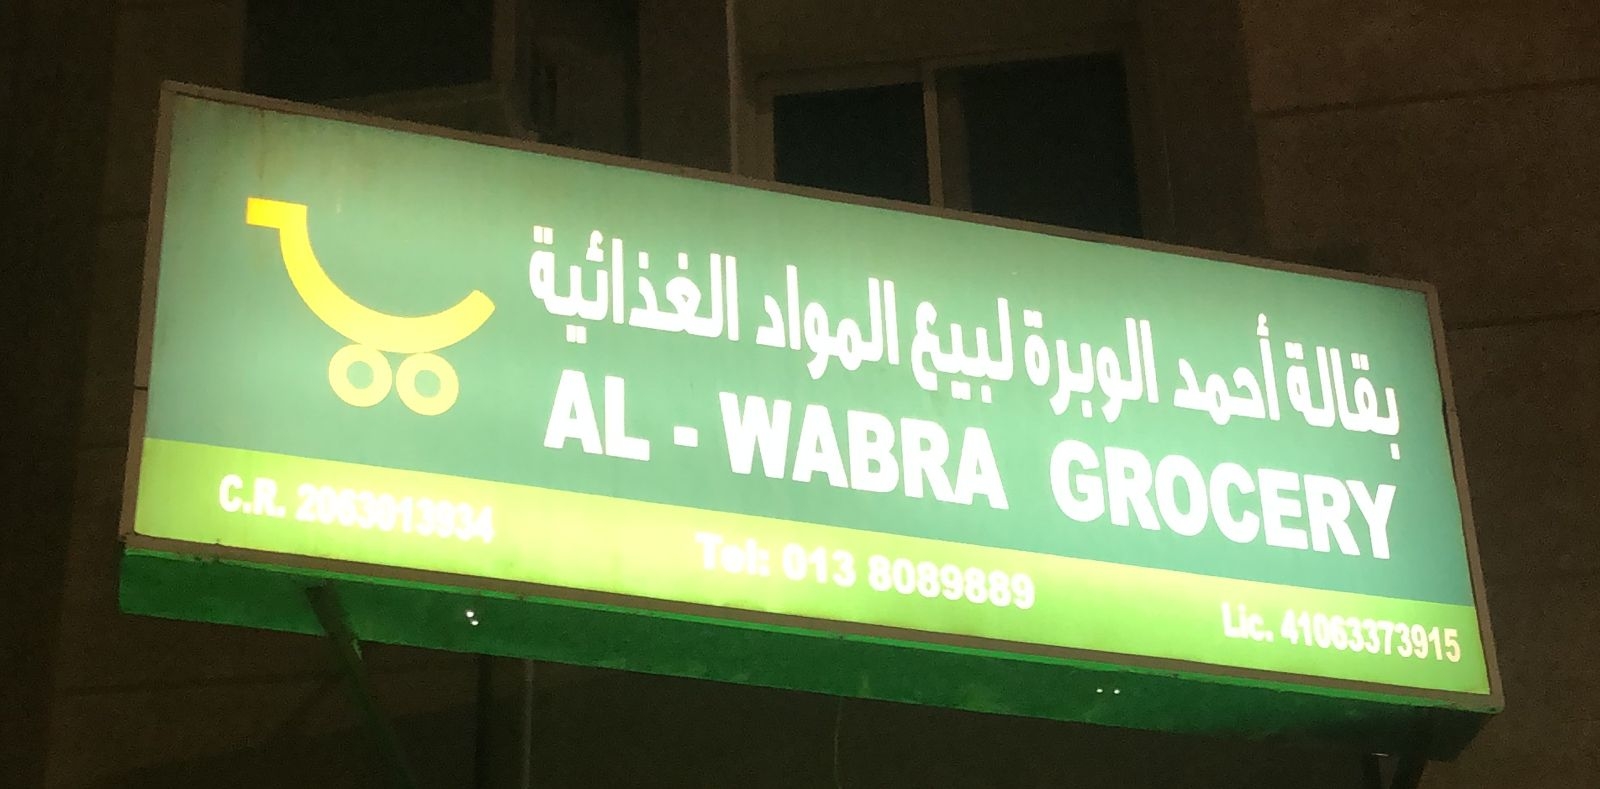 بقالة أحمد الوبرة لبيع المواد الغذائية
AL - WABRA GROCERY
C.R. 2063013934
Tel: 013 8089889
Lic. 41063373915